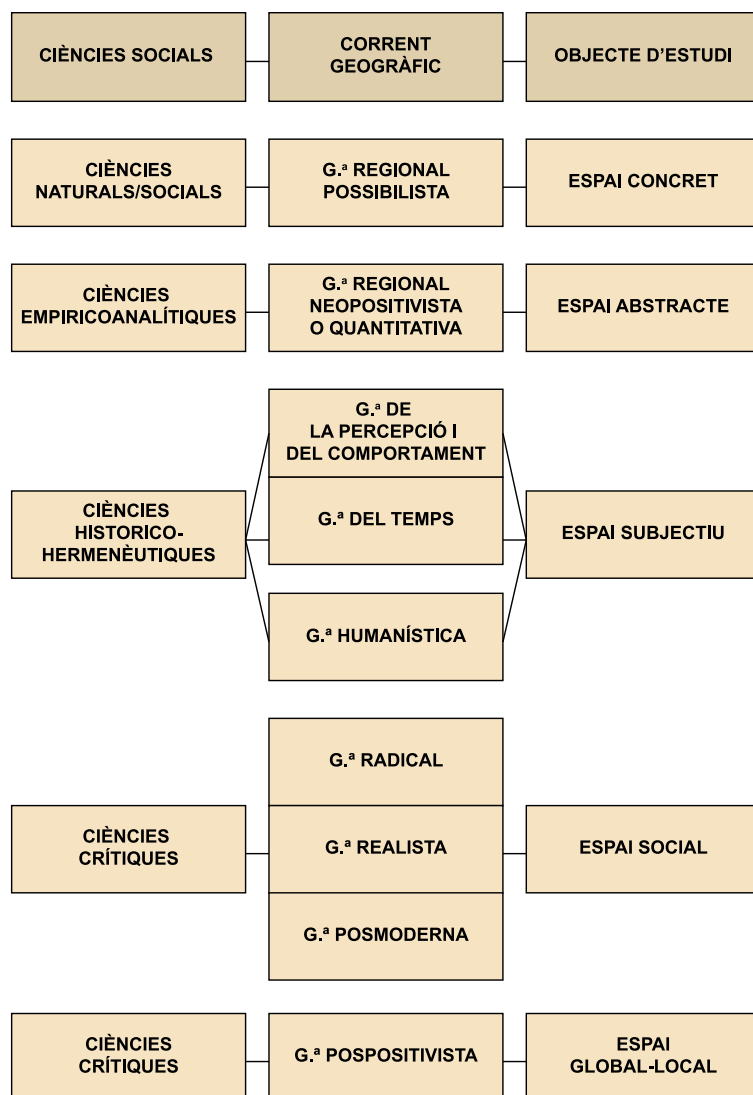 CIÈNCIES SOCIALS
CORRENT
GEOGRÀFIC
OBJECTE D’ESTUDI
CIÈNCIES
NATURALS/SOCIALS
G.ª REGIONAL
POSSIBILISTA
ESPAI CONCRET
CIÈNCIES
EMPIRICOANALÍTIQUES
G.ª REGIONAL
NEOPOSITIVISTA
O QUANTITATIVA
ESPAI ABSTRACTE
CIÈNCIES
HISTORICO-
HERMENÈUTIQUES
G.ª DE
LA PERCEPCIÓ I
DEL COMPORTAMENT
G.ª DEL TEMPS
G.ª HUMANÍSTICA
ESPAI SUBJECTIU
CIÈNCIES
CRÍTIQUES
G.ª RADICAL
G.ª REALISTA
G.ª POSMODERNA
ESPAI SOCIAL
CIÈNCIES
CRÍTIQUES
G.ª POSPOSITIVISTA
ESPAI
GLOBAL-LOCAL